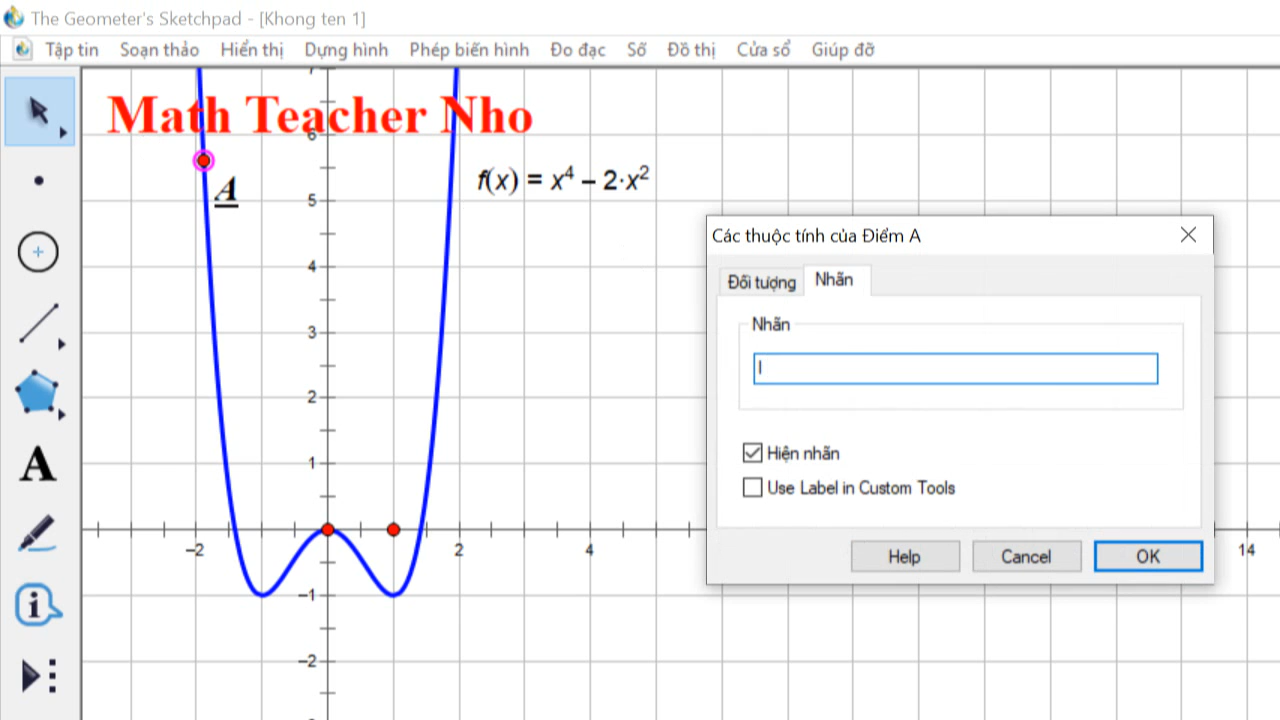 The Geometer's Sketchpad - [Khong ten 1]
Tập tin Soạn thảo Hiển thị Dựng hình Phép biến hình Đo đạc Số Đồ thị Cửa sổ Giúp đỡ
Math Teacher Nho
f(x) = x⁴ – 2·x²
A
Các thuộc tính của Điểm A
Đối tượng Nhãn
Nhãn
Hiện nhãn
Use Label in Custom Tools
Help Cancel OK
7
6
5
4
3
2
1
–2 2 4 14
–1
–2
A